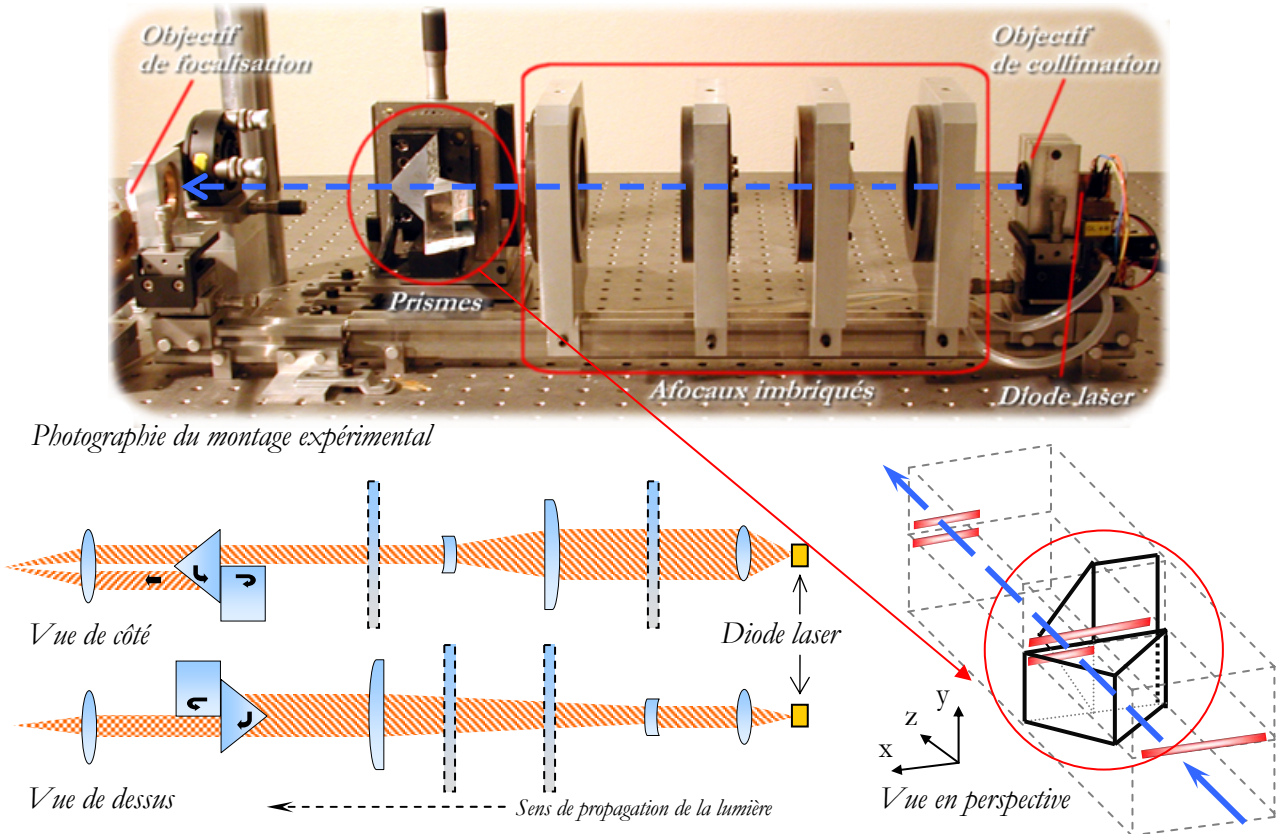 Objectif
de focalisation
Objectif
de collimation
Prismes
Afocaux imbriqués
Diode laser
Photographie du montage expérimental
Vue de côté
Diode laser
Vue de dessus
Sens de propagation de la lumière
y
z
x
Vue en perspective